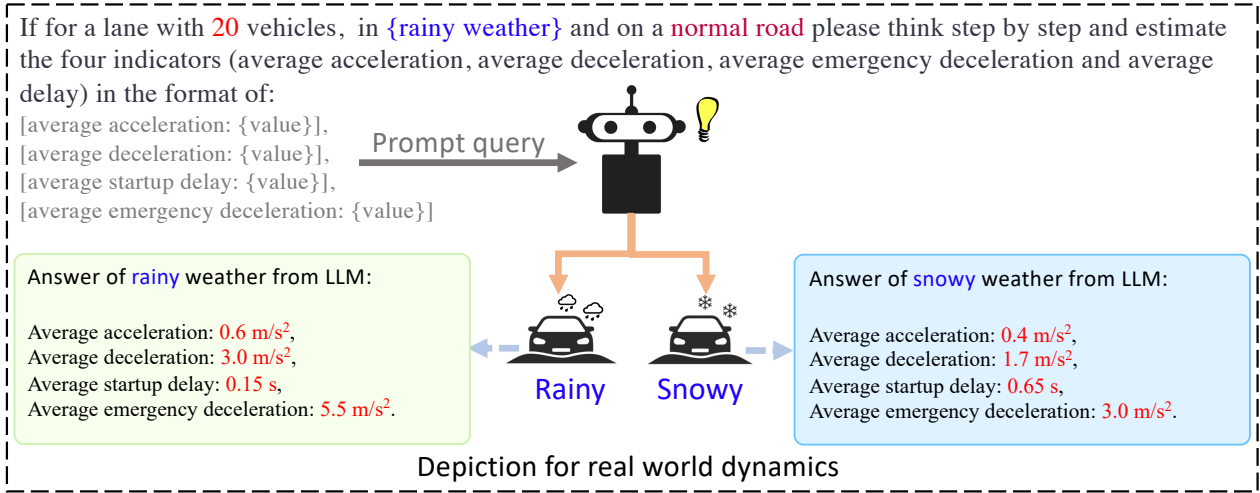 If for a lane with 20 vehicles, in {rainy weather} and on a normal road please think step by step and estimate
the four indicators (average acceleration, average deceleration, average emergency deceleration and average
delay) in the format of:
[average acceleration: {value}],
[average deceleration: {value}],
[average startup delay: {value}],
[average emergency deceleration: {value}]
Prompt query
Answer of rainy weather from LLM:
Average acceleration: 0.6 m/s²,
Average deceleration: 3.0 m/s²,
Average startup delay: 0.15 s,
Average emergency deceleration: 5.5 m/s².
Rainy
Snowy
Answer of snowy weather from LLM:
Average acceleration: 0.4 m/s²,
Average deceleration: 1.7 m/s²,
Average startup delay: 0.65 s,
Average emergency deceleration: 3.0 m/s².
Depiction for real world dynamics